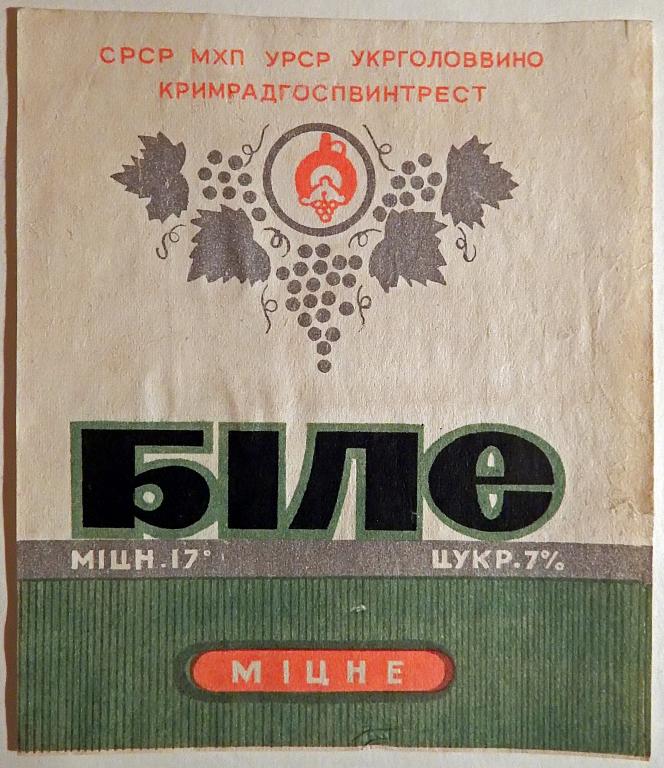 СРСР МХП УРСР УКРГОЛОВВИНО
КРИМРАДГОСПВИНТРЕСТ
БІЛЕ
МІЦН.17° ЦУКР.7%
МІЦНЕ